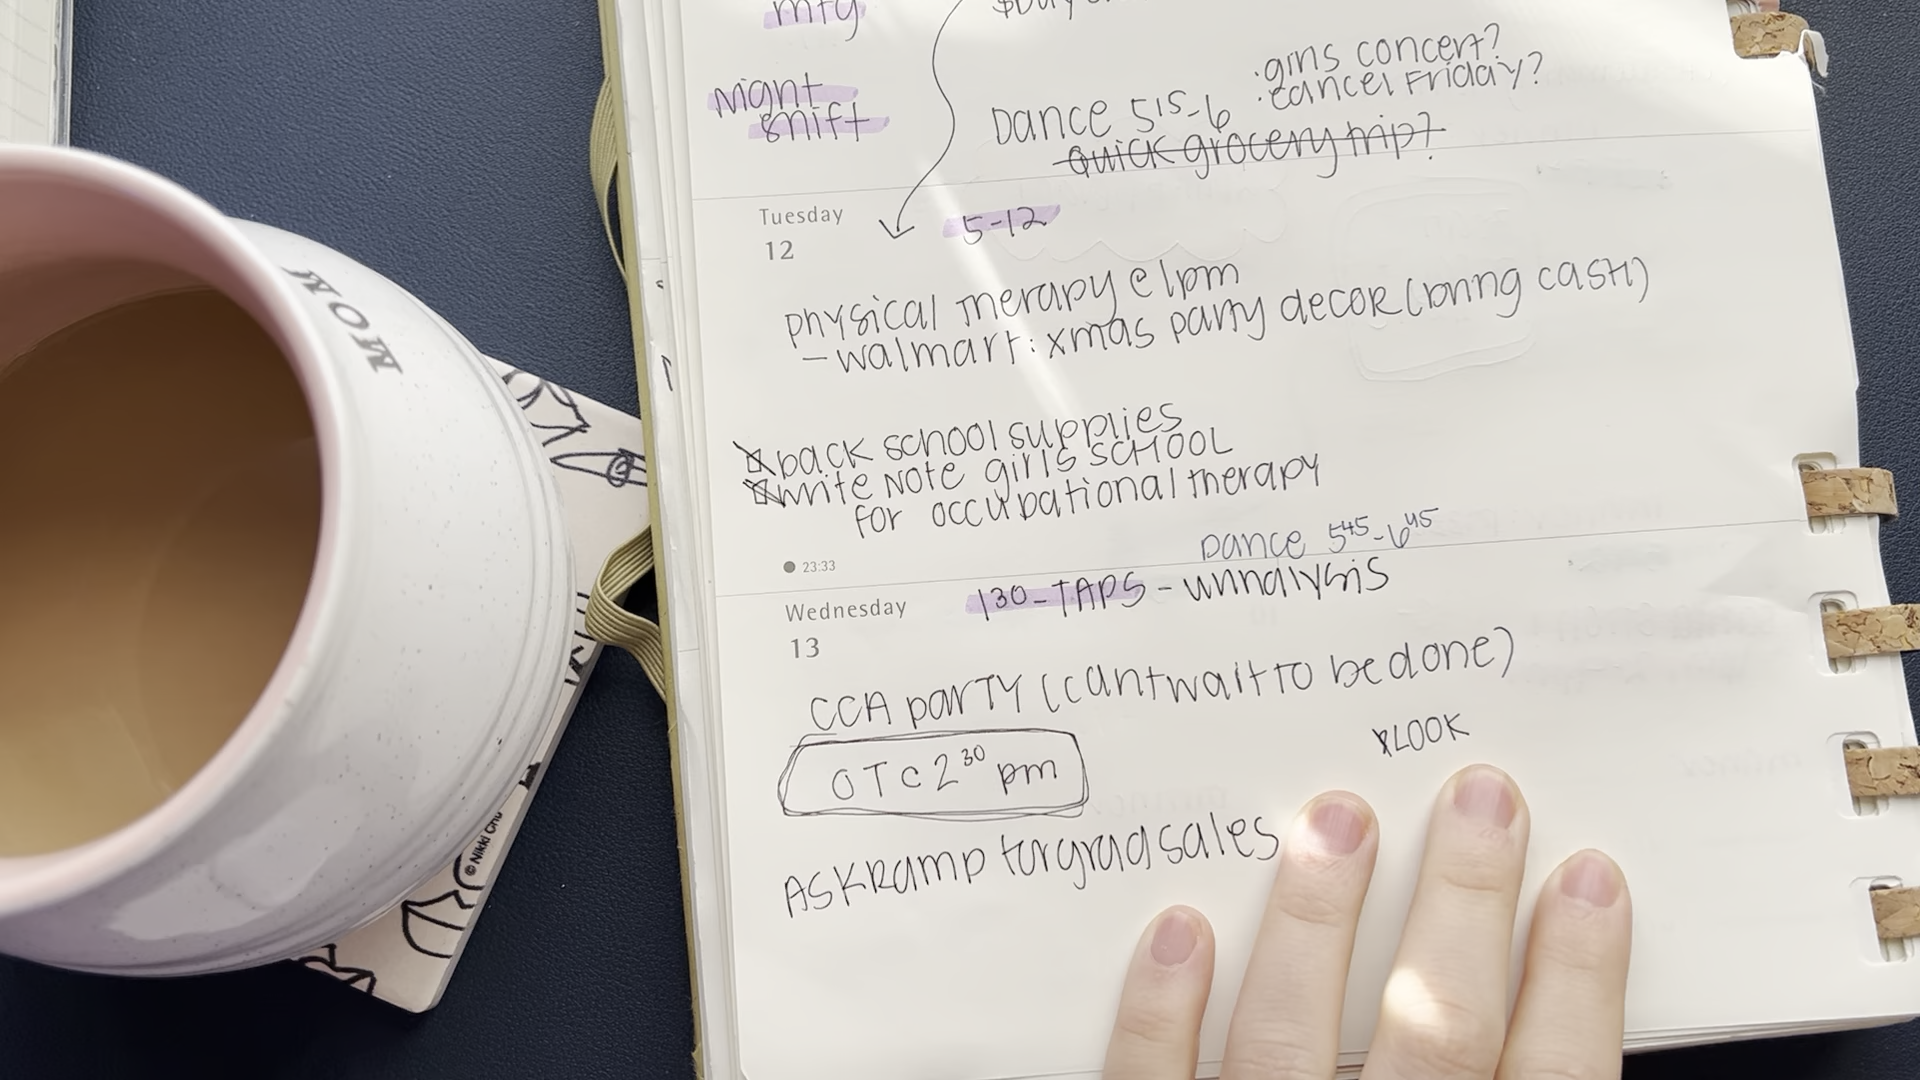 mtg
night
shift
.girls concert?
.cancel Friday?
Dance 5¹⁵-6
Quick grocery trip?
Tuesday
12
5-12
physical therapy @ 1pm
- walmart: xmas party decor (bring cash)
back school supplies
write NOTE girls SCHOOL
for occupational therapy
Dance 5⁴⁵-6⁴⁵
23:33
Wednesday
13
1³⁰-TAPS - urinalysis
CCA party (cant wait to be done)
*LOOK
OT @ 2³⁰ pm
ASK Ramp for grad sales
MOM
© Nikki Chu